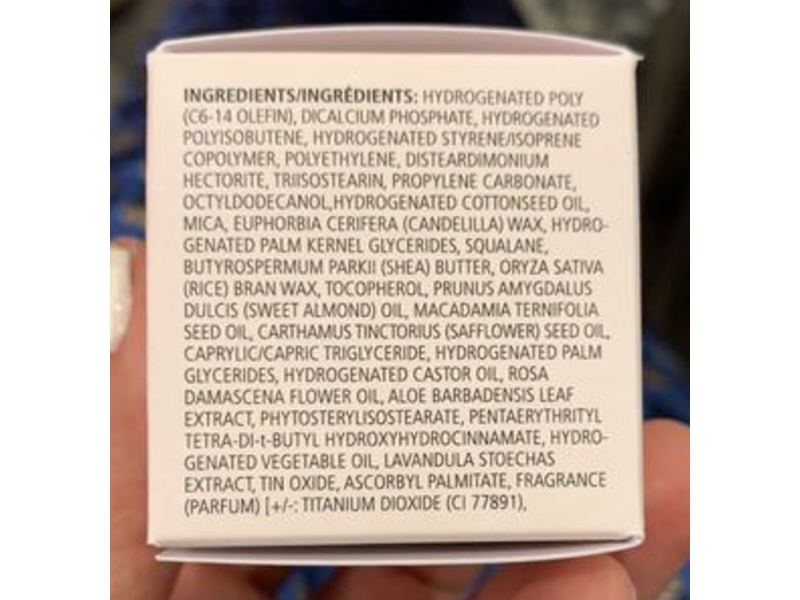 INGREDIENTS/INGRÉDIENTS: HYDROGENATED POLY
(C6-14 OLEFIN), DICALCIUM PHOSPHATE, HYDROGENATED
POLYISOBUTENE, HYDROGENATED STYRENE/ISOPRENE
COPOLYMER, POLYETHYLENE, DISTEARDIMONIUM
HECTORITE, TRIISOSTEARIN, PROPYLENE CARBONATE,
OCTYLDODECANOL,HYDROGENATED COTTONSEED OIL,
MICA, EUPHORBIA CERIFERA (CANDELILLA) WAX, HYDRO-
GENATED PALM KERNEL GLYCERIDES, SQUALANE,
BUTYROSPERMUM PARKII (SHEA) BUTTER, ORYZA SATIVA
(RICE) BRAN WAX, TOCOPHEROL, PRUNUS AMYGDALUS
DULCIS (SWEET ALMOND) OIL, MACADAMIA TERNIFOLIA
SEED OIL, CARTHAMUS TINCTORIUS (SAFFLOWER) SEED OIL,
CAPRYLIC/CAPRIC TRIGLYCERIDE, HYDROGENATED PALM
GLYCERIDES, HYDROGENATED CASTOR OIL, ROSA
DAMASCENA FLOWER OIL, ALOE BARBADENSIS LEAF
EXTRACT, PHYTOSTERYLISOSTEARATE, PENTAERYTHRITYL
TETRA-DI-t-BUTYL HYDROXYHYDROCINNAMATE, HYDRO-
GENATED VEGETABLE OIL, LAVANDULA STOECHAS
EXTRACT, TIN OXIDE, ASCORBYL PALMITATE, FRAGRANCE
(PARFUM) [+/-: TITANIUM DIOXIDE (CI 77891),